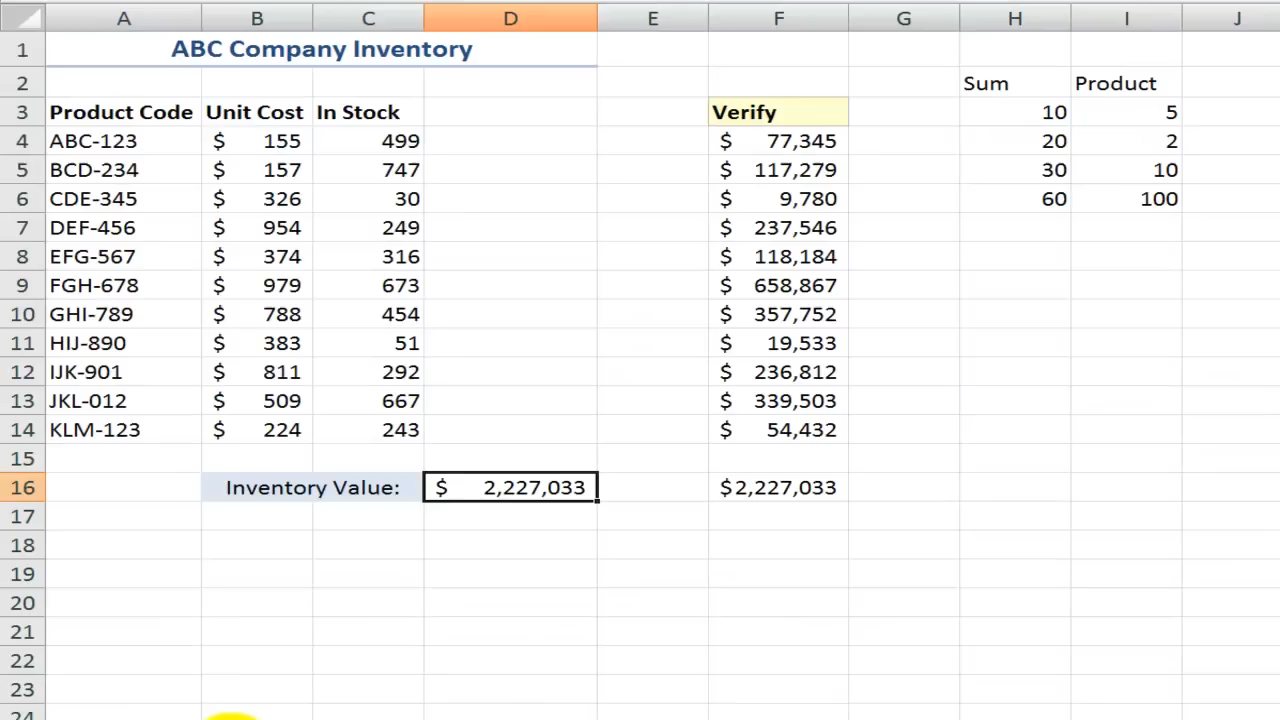 A B C D E F G H I J
1 ABC Company Inventory
2 Sum Product
3 Product Code Unit Cost In Stock Verify 10 5
4 ABC-123 $ 155 499 $ 77,345 20 2
5 BCD-234 $ 157 747 $ 117,279 30 10
6 CDE-345 $ 326 30 $ 9,780 60 100
7 DEF-456 $ 954 249 $ 237,546
8 EFG-567 $ 374 316 $ 118,184
9 FGH-678 $ 979 673 $ 658,867
10 GHI-789 $ 788 454 $ 357,752
11 HIJ-890 $ 383 51 $ 19,533
12 IJK-901 $ 811 292 $ 236,812
13 JKL-012 $ 509 667 $ 339,503
14 KLM-123 $ 224 243 $ 54,432
15
16 Inventory Value: $ 2,227,033 $2,227,033
17
18
19
20
21
22
23
24